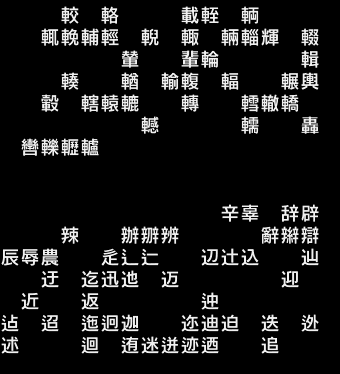 較 輅 載輊 輌
輒輓輔輕 輗 輙 輛輜輝 輟
輦 輩輪 輯
輳 輶 輸輹 輻 輾輿
轂 轄轅轆 轉 轌轍轎
轗 轜 轟
轡轢轣轤
辛辜 辞辟
辣 辦辧辨 辭辮辯
辰辱農 辵辶辷 辺辻込 辿
迂 迄迅迆 迈 迎
近 返 迚
迠 迢 迤迥迦 迩迪迫 迭 迯
述 迴 迶迷迸迹迺 追